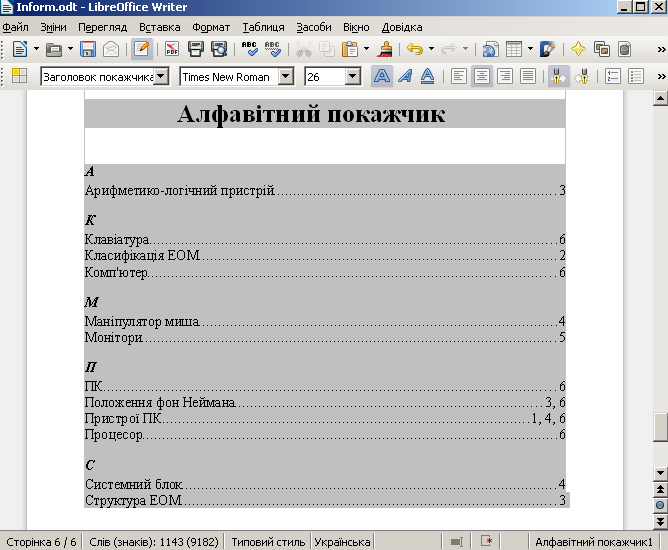 Inform.odt - LibreOffice Writer
Файл Зміни Перегляд Вставка Формат Таблиця Засоби Вікно Довідка
PDF ABC ABC
Заголовок покажчика Times New Roman 26 A A A
Алфавітний покажчик
А
Арифметико-логічний пристрій 3
К
Клавіатура 6
Класифікація ЕОМ 2
Комп'ютер 6
М
Маніпулятор миша 4
Монітори 5
П
ПК 6
Положення фон Неймана 3, 6
Пристрої ПК 1, 4, 6
Процесор 6
С
Системний блок 4
Структура ЕОМ 3
Сторінка 6 / 6 Слів (знаків): 1143 (9182) Типовий стиль Українська Алфавітний покажчик1